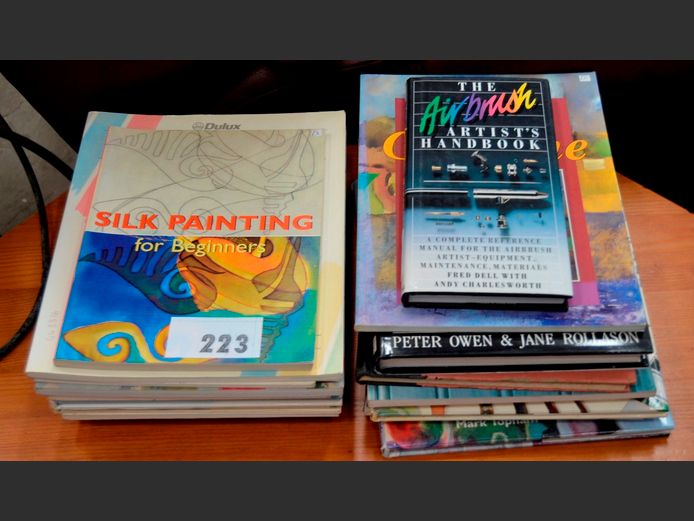 Dulux
SILK PAINTING
for Beginners
223
THE
Airbrush
ARTIST'S
HANDBOOK
A COMPLETE REFERENCE
MANUAL FOR THE AIRBRUSH
ARTIST-EQUIPMENT,
MAINTENANCE, MATERIALS
FRED DELL WITH
ANDY CHARLESWORTH
PETER OWEN & JANE ROLLASON
Mark Topham